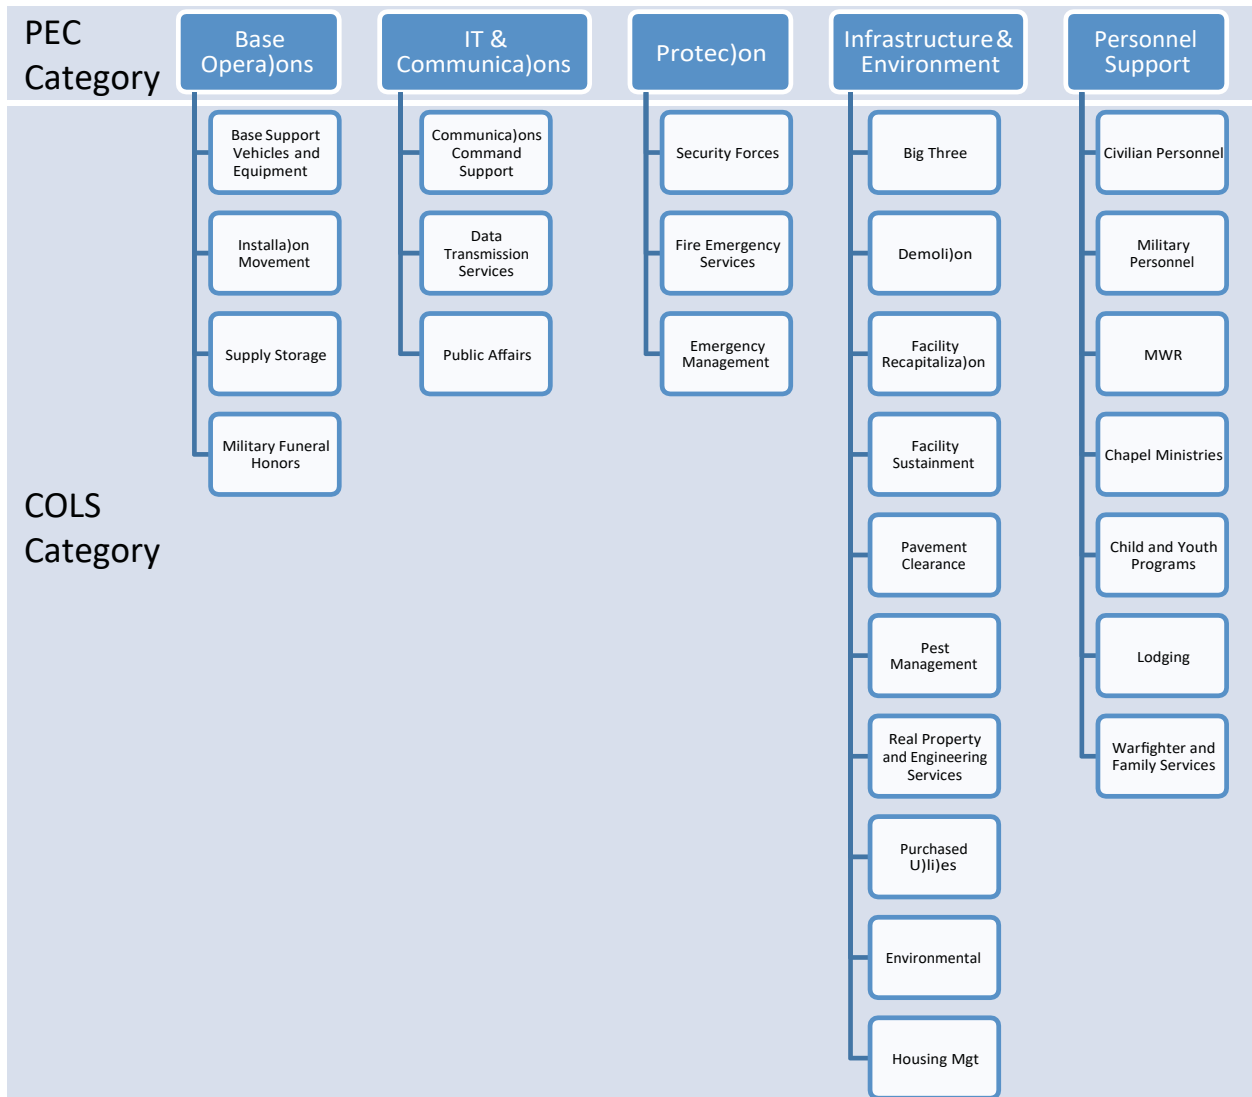 PEC
Category
Base
Opera)ons
IT &
Communica)ons
Protec)on
Infrastructure &
Environment
Personnel
Support
COLS
Category
Base Support
Vehicles and
Equipment
Installa)on
Movement
Supply Storage
Military Funeral
Honors
Communica)ons
Command
Support
Data
Transmission
Services
Public Affairs
Security Forces
Fire Emergency
Services
Emergency
Management
Big Three
Demoli)on
Facility
Recapitaliza)on
Facility
Sustainment
Pavement
Clearance
Pest
Management
Real Property
and Engineering
Services
Purchased
U)li)es
Environmental
Housing Mgt
Civilian Personnel
Military
Personnel
MWR
Chapel Ministries
Child and Youth
Programs
Lodging
Warfighter and
Family Services